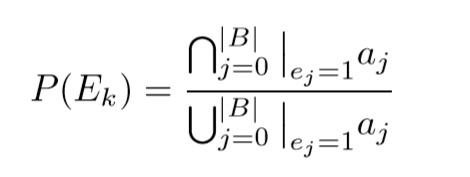 P(E_k) = \frac{\bigcap_{j=0}^{|B|} |_{e_j=1} a_j}{\bigcup_{j=0}^{|B|} |_{e_j=1} a_j}